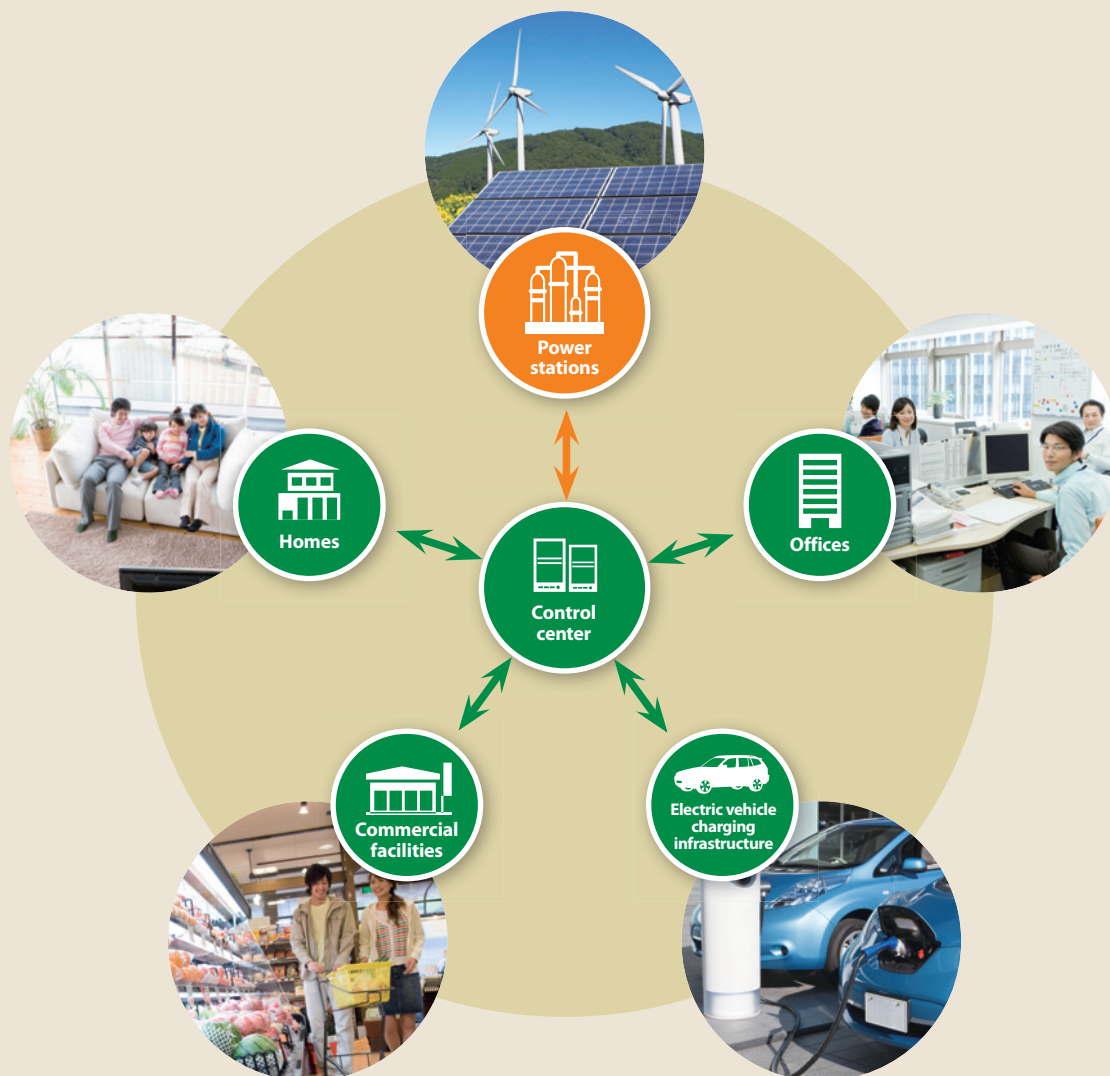 Power
stations
Homes
Offices
Control
center
Commercial
facilities
Electric vehicle
charging
infrastructure